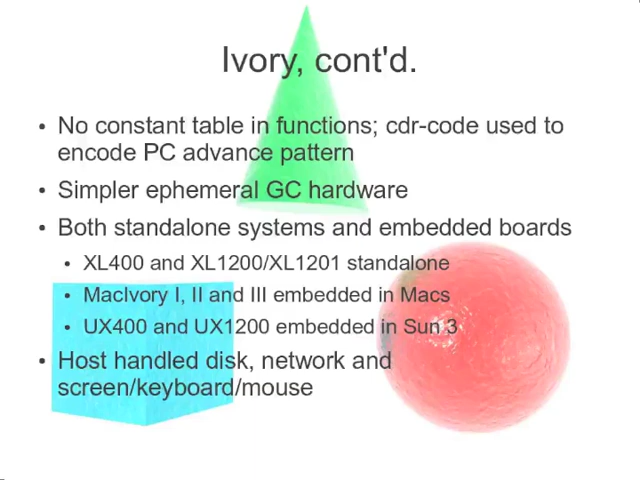 Ivory, cont'd.
• No constant table in functions; cdr-code used to
encode PC advance pattern
• Simpler ephemeral GC hardware
• Both standalone systems and embedded boards
• XL400 and XL1200/XL1201 standalone
• MacIvory I, II and III embedded in Macs
• UX400 and UX1200 embedded in Sun 3
• Host handled disk, network and
screen/keyboard/mouse